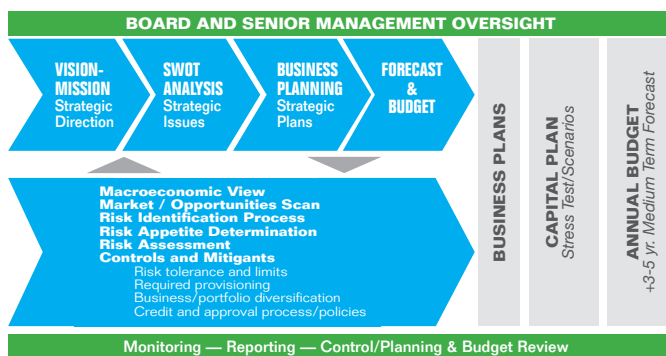 BOARD AND SENIOR MANAGEMENT OVERSIGHT
VISION-
MISSION
Strategic
Direction
SWOT
ANALYSIS
Strategic
Issues
BUSINESS
PLANNING
Strategic
Plans
FORECAST
&
BUDGET
Macroeconomic View
Market / Opportunities Scan
Risk Identification Process
Risk Appetite Determination
Risk Assessment
Controls and Mitigants
Risk tolerance and limits
Required provisioning
Business/portfolio diversification
Credit and approval process/policies
BUSINESS PLANS
CAPITAL PLAN
Stress Test/Scenarios
ANNUAL BUDGET
+3-5 yr. Medium Term Forecast
Monitoring — Reporting — Control/Planning & Budget Review